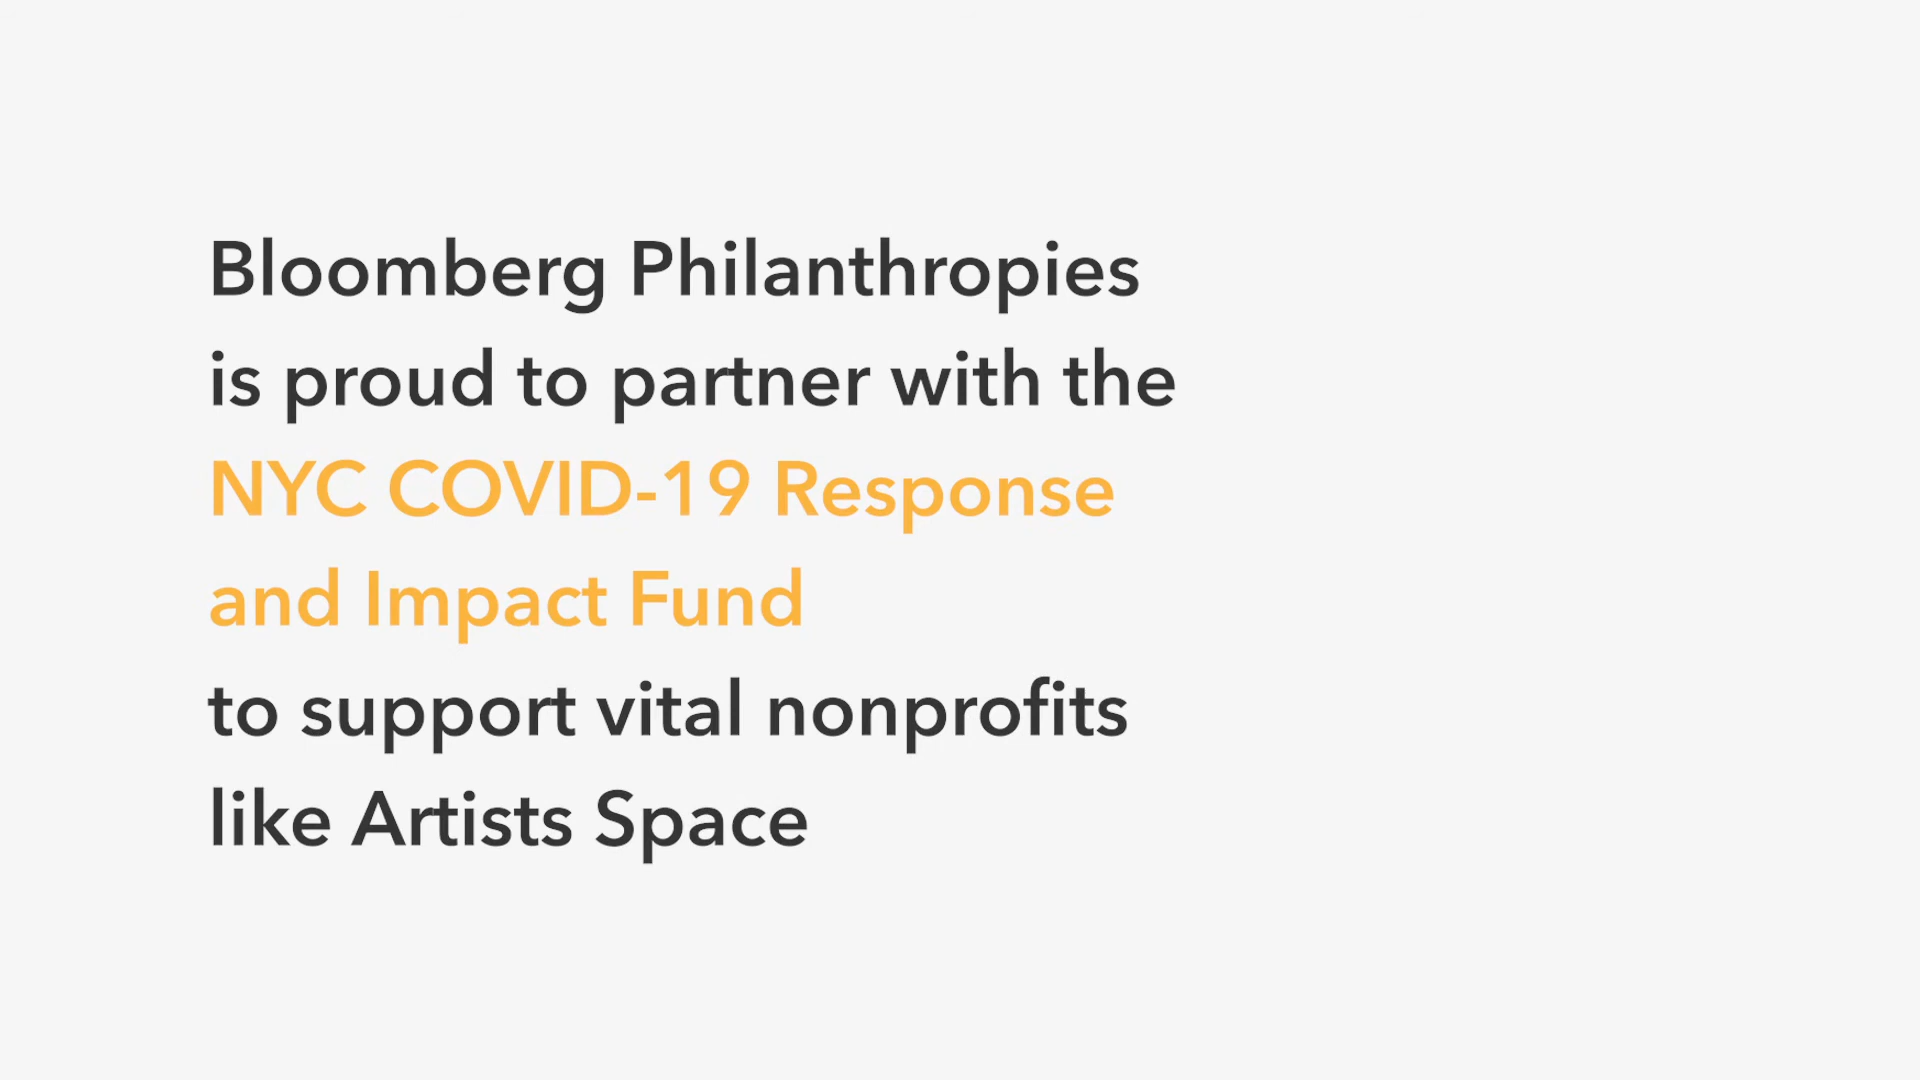 Bloomberg Philanthropies
is proud to partner with the
NYC COVID-19 Response
and Impact Fund
to support vital nonprofits
like Artists Space